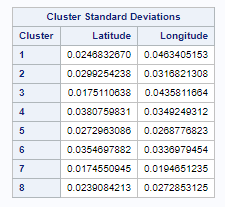 Cluster Standard Deviations
Cluster Latitude Longitude
1 0.0246832670 0.0463405153
2 0.0299254238 0.0316821308
3 0.0175110638 0.0435811664
4 0.0380759831 0.0349249312
5 0.0272963086 0.0268776823
6 0.0354697882 0.0336979454
7 0.0174550945 0.0194651235
8 0.0239084213 0.0272853125